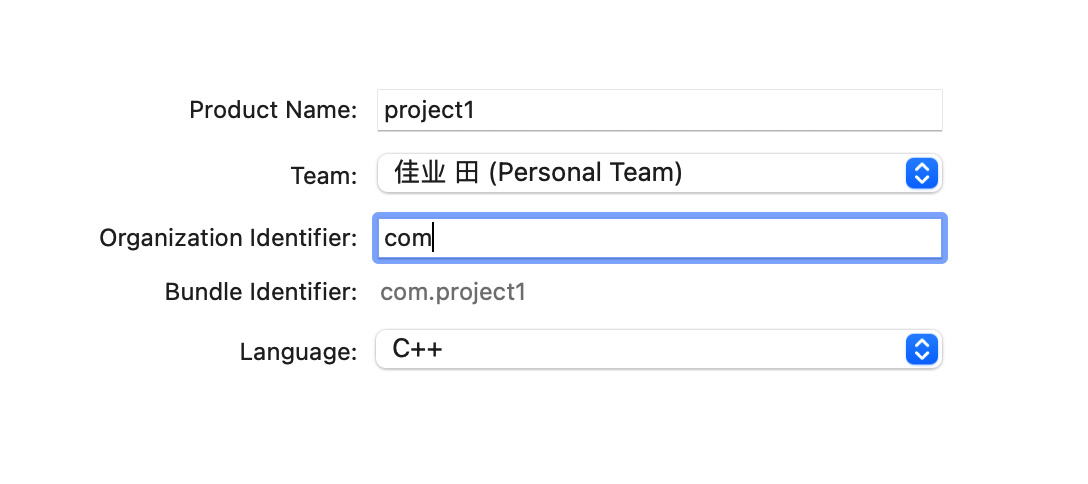 Product Name: project1
Team: 佳业 田 (Personal Team)
Organization Identifier: com
Bundle Identifier: com.project1
Language: C++